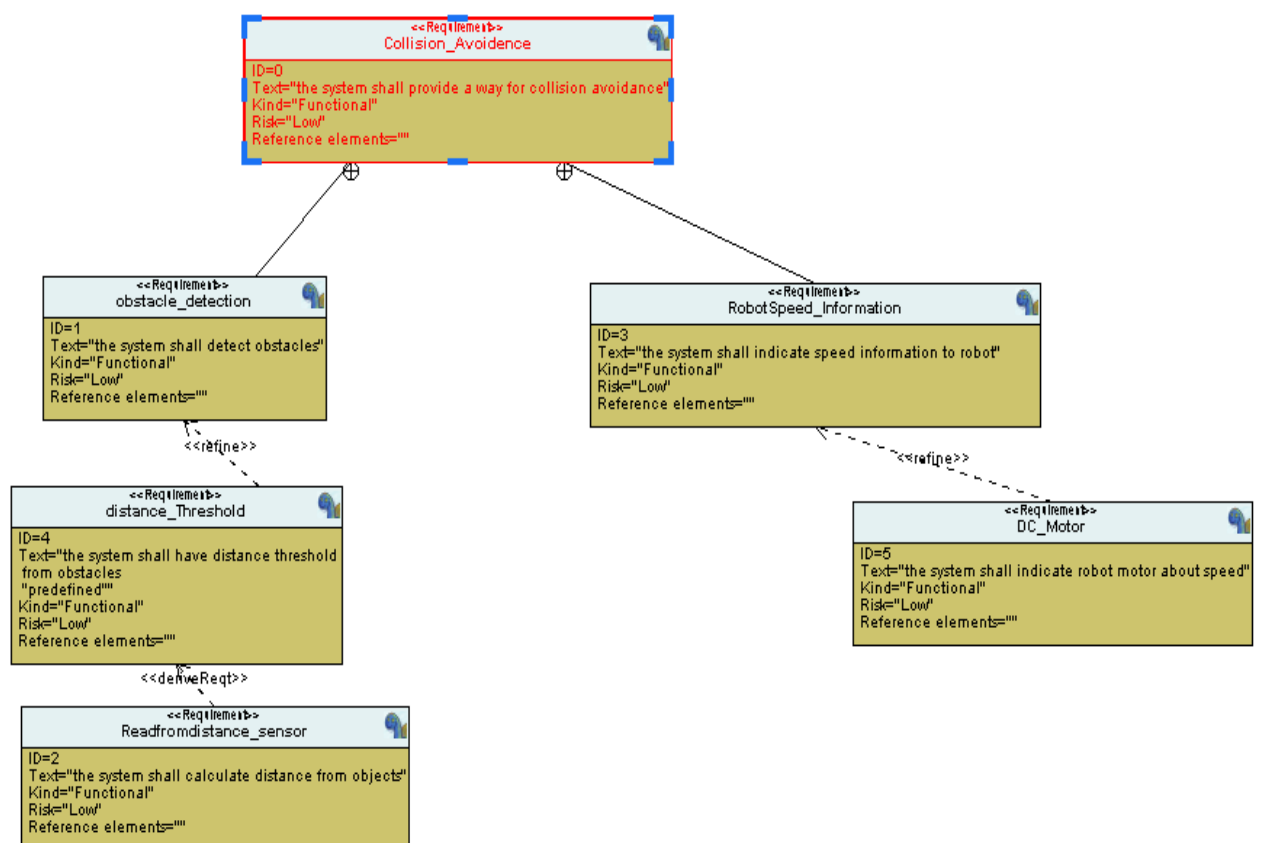 <<Requirement>>
Collision_Avoidence
ID=0
Text="the system shall provide a way for collision avoidance"
Kind="Functional"
Risk="Low"
Reference elements=""
<<Requirement>>
obstacle_detection
ID=1
Text="the system shall detect obstacles"
Kind="Functional"
Risk="Low"
Reference elements=""
<<Requirement>>
RobotSpeed_Information
ID=3
Text="the system shall indicate speed information to robot"
Kind="Functional"
Risk="Low"
Reference elements=""
<<refine>>
<<refine>>
<<Requirement>>
distance_Threshold
ID=4
Text="the system shall have distance threshold
from obstacles
"predefined""
Kind="Functional"
Risk="Low"
Reference elements=""
<<Requirement>>
DC_Motor
ID=5
Text="the system shall indicate robot motor about speed"
Kind="Functional"
Risk="Low"
Reference elements=""
<<deriveReqt>>
<<Requirement>>
Readfromdistance_sensor
ID=2
Text="the system shall calculate distance from objects"
Kind="Functional"
Risk="Low"
Reference elements=""